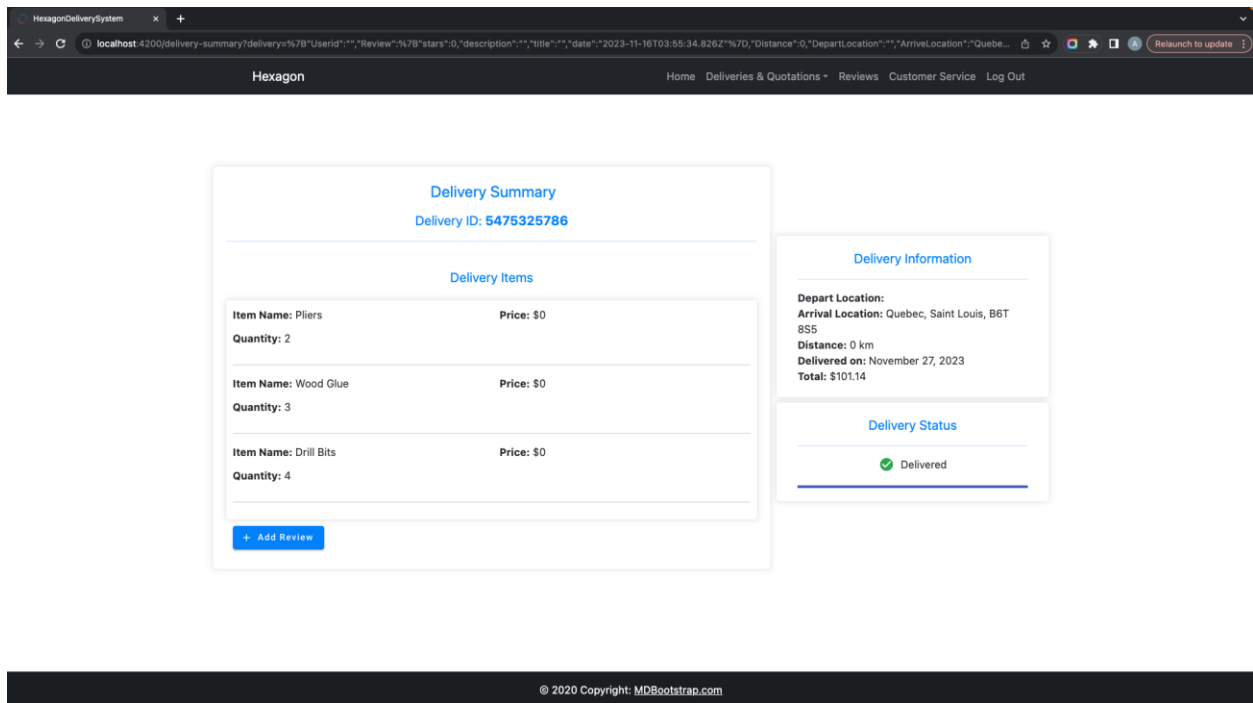 HexagonDeliverySystem
localhost:4200/delivery-summary?delivery=%7B"Userid":"","Review":%7B"stars":0,"description":"","title":"","date":"2023-11-16T03:55:34.826Z"%7D,"Distance":0,"DepartLocation":"","ArriveLocation":"Quebe...
A
Relaunch to update
Hexagon
Home Deliveries & Quotations Reviews Customer Service Log Out
Delivery Summary
Delivery ID: 5475325786
Delivery Items
Item Name: Pliers Price: $0
Quantity: 2
Item Name: Wood Glue Price: $0
Quantity: 3
Item Name: Drill Bits Price: $0
Quantity: 4
+ Add Review
Delivery Information
Depart Location:
Arrival Location: Quebec, Saint Louis, B6T
8S5
Distance: 0 km
Delivered on: November 27, 2023
Total: $101.14
Delivery Status
Delivered
© 2020 Copyright: MDBootstrap.com